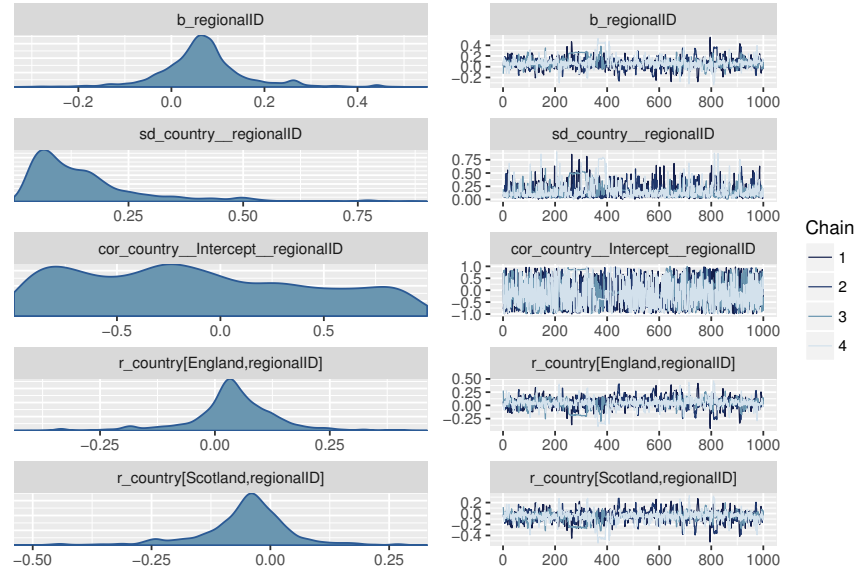 b_regionalID
−0.2 0.0 0.2 0.4
b_regionalID
0.4
0.2
0.0
−0.2
0 200 400 600 800 1000
sd_country__regionalID
0.25 0.50 0.75
sd_country__regionalID
0.75
0.50
0.25
0.00
0 200 400 600 800 1000
cor_country__Intercept__regionalID
−0.5 0.0 0.5
cor_country__Intercept__regionalID
1.0
0.5
0.0
−0.5
−1.0
0 200 400 600 800 1000
r_country[England,regionalID]
−0.25 0.00 0.25
r_country[England,regionalID]
0.50
0.25
0.00
−0.25
0 200 400 600 800 1000
r_country[Scotland,regionalID]
−0.50 −0.25 0.00 0.25
r_country[Scotland,regionalID]
0.2
0.0
−0.2
−0.4
0 200 400 600 800 1000
Chain
1
2
3
4